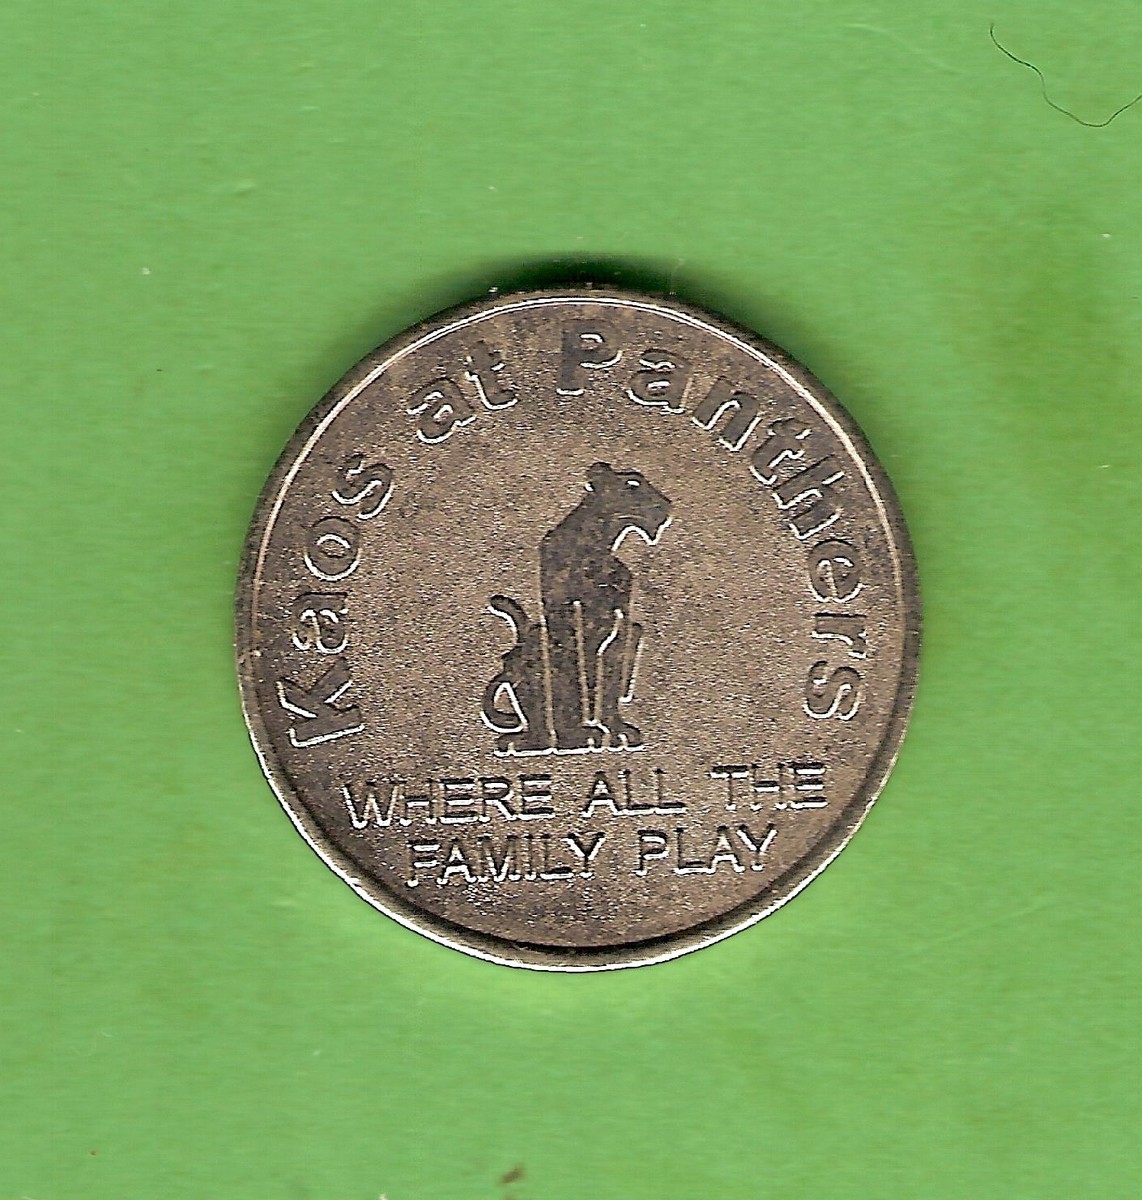 Kaos at Panthers
WHERE ALL THE
FAMILY PLAY